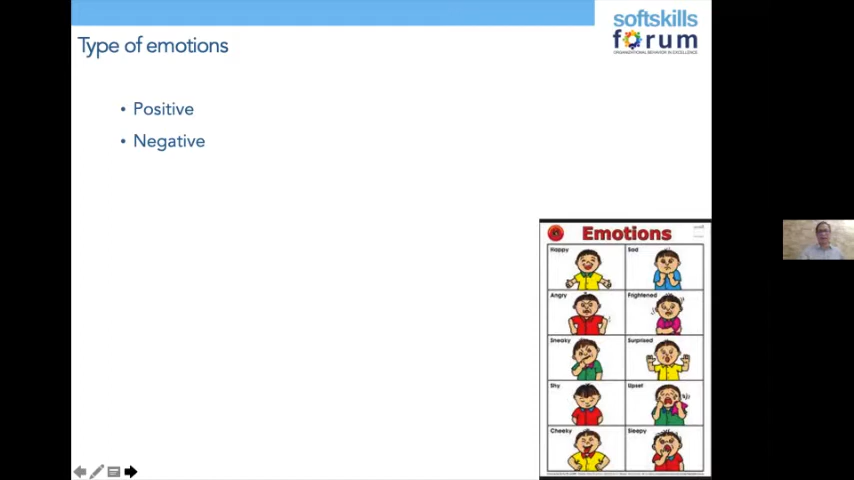 softskills
forum
ORGANIZATIONAL BEHAVIOR IN EXCELLENCE
Type of emotions
• Positive
• Negative
Emotions
Happy
Sad
Angry
Frightened
Sneaky
Surprised
Shy
Upset
Cheeky
Sleepy